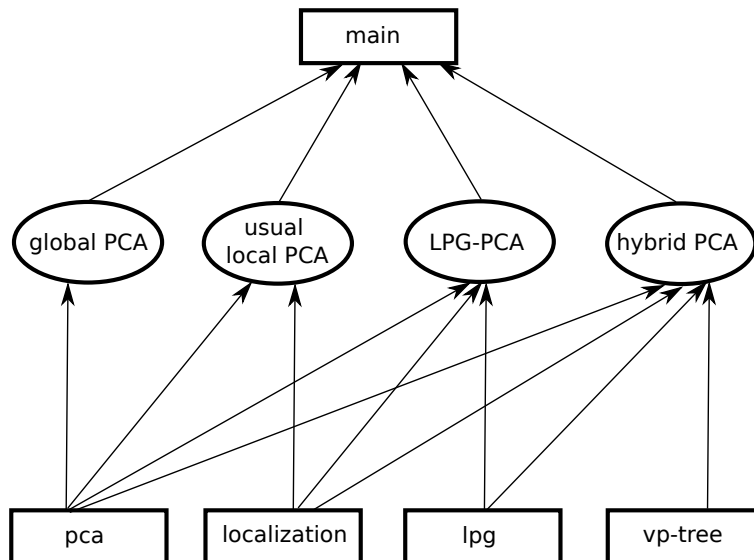 main
global PCA
usual
local PCA
LPG-PCA
hybrid PCA
pca
localization
lpg
vp-tree